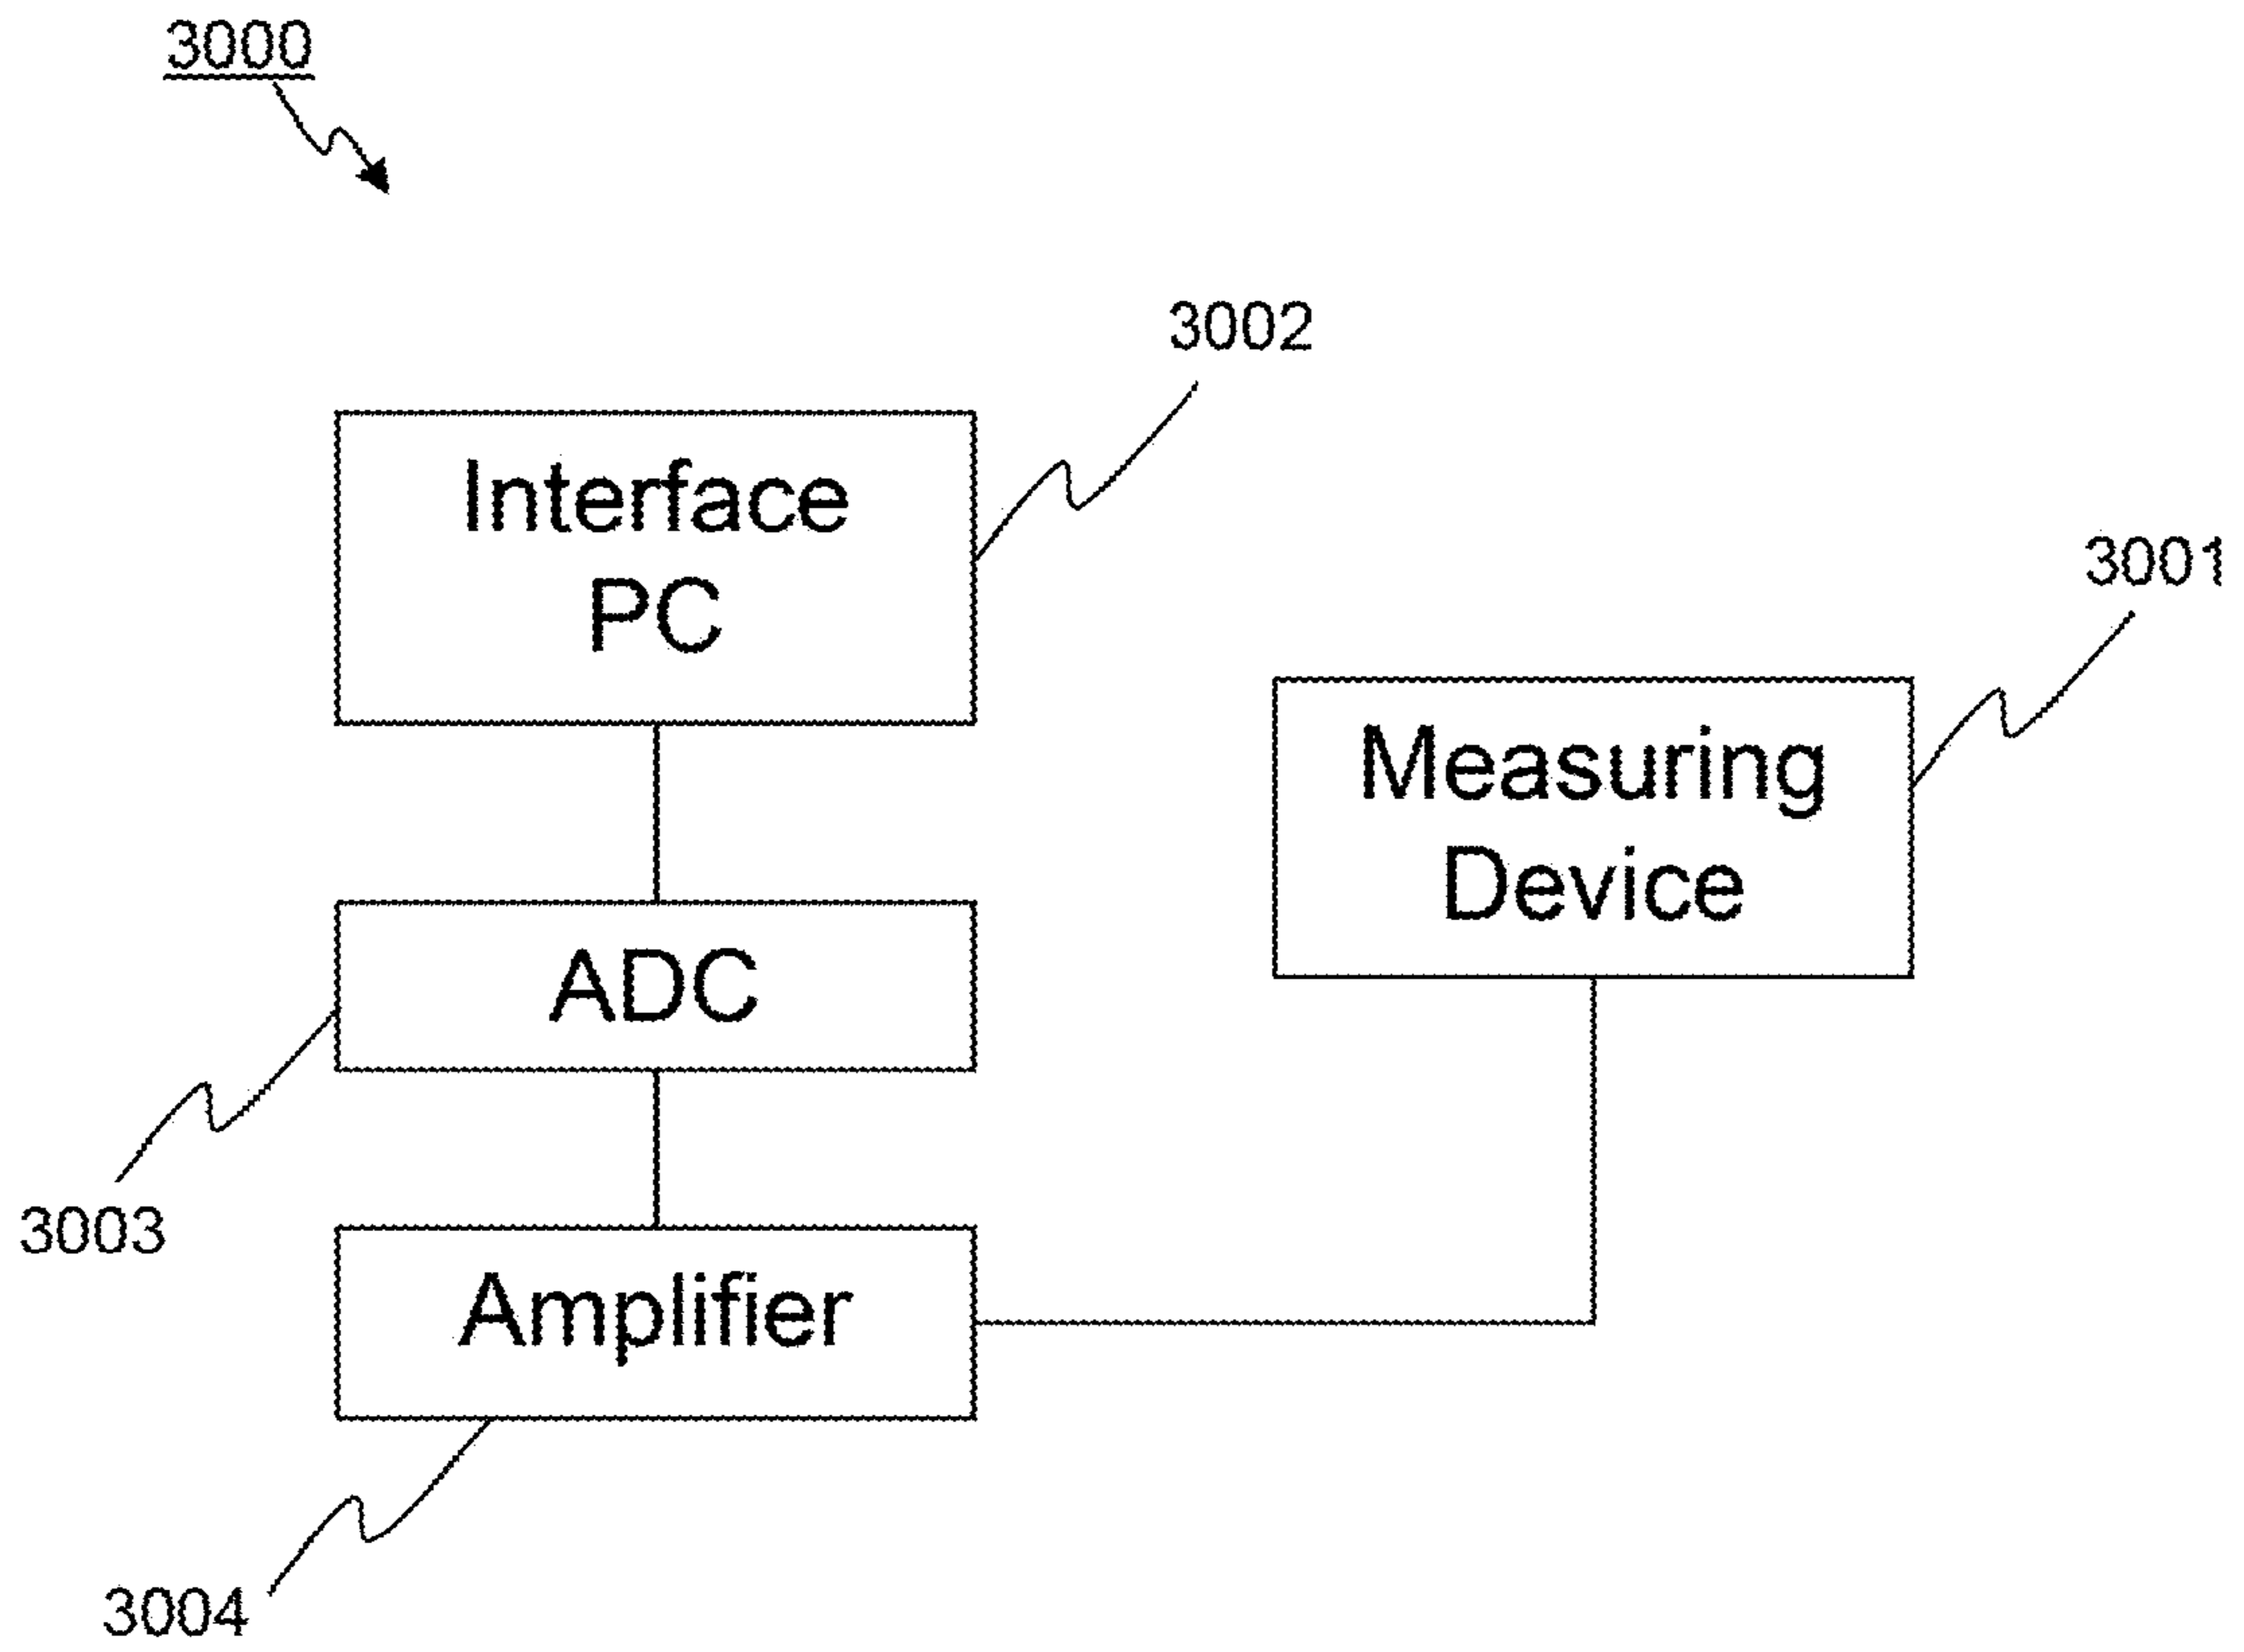 3000
3002
Interface
PC
3001
Measuring
Device
ADC
3003
Amplifier
3004